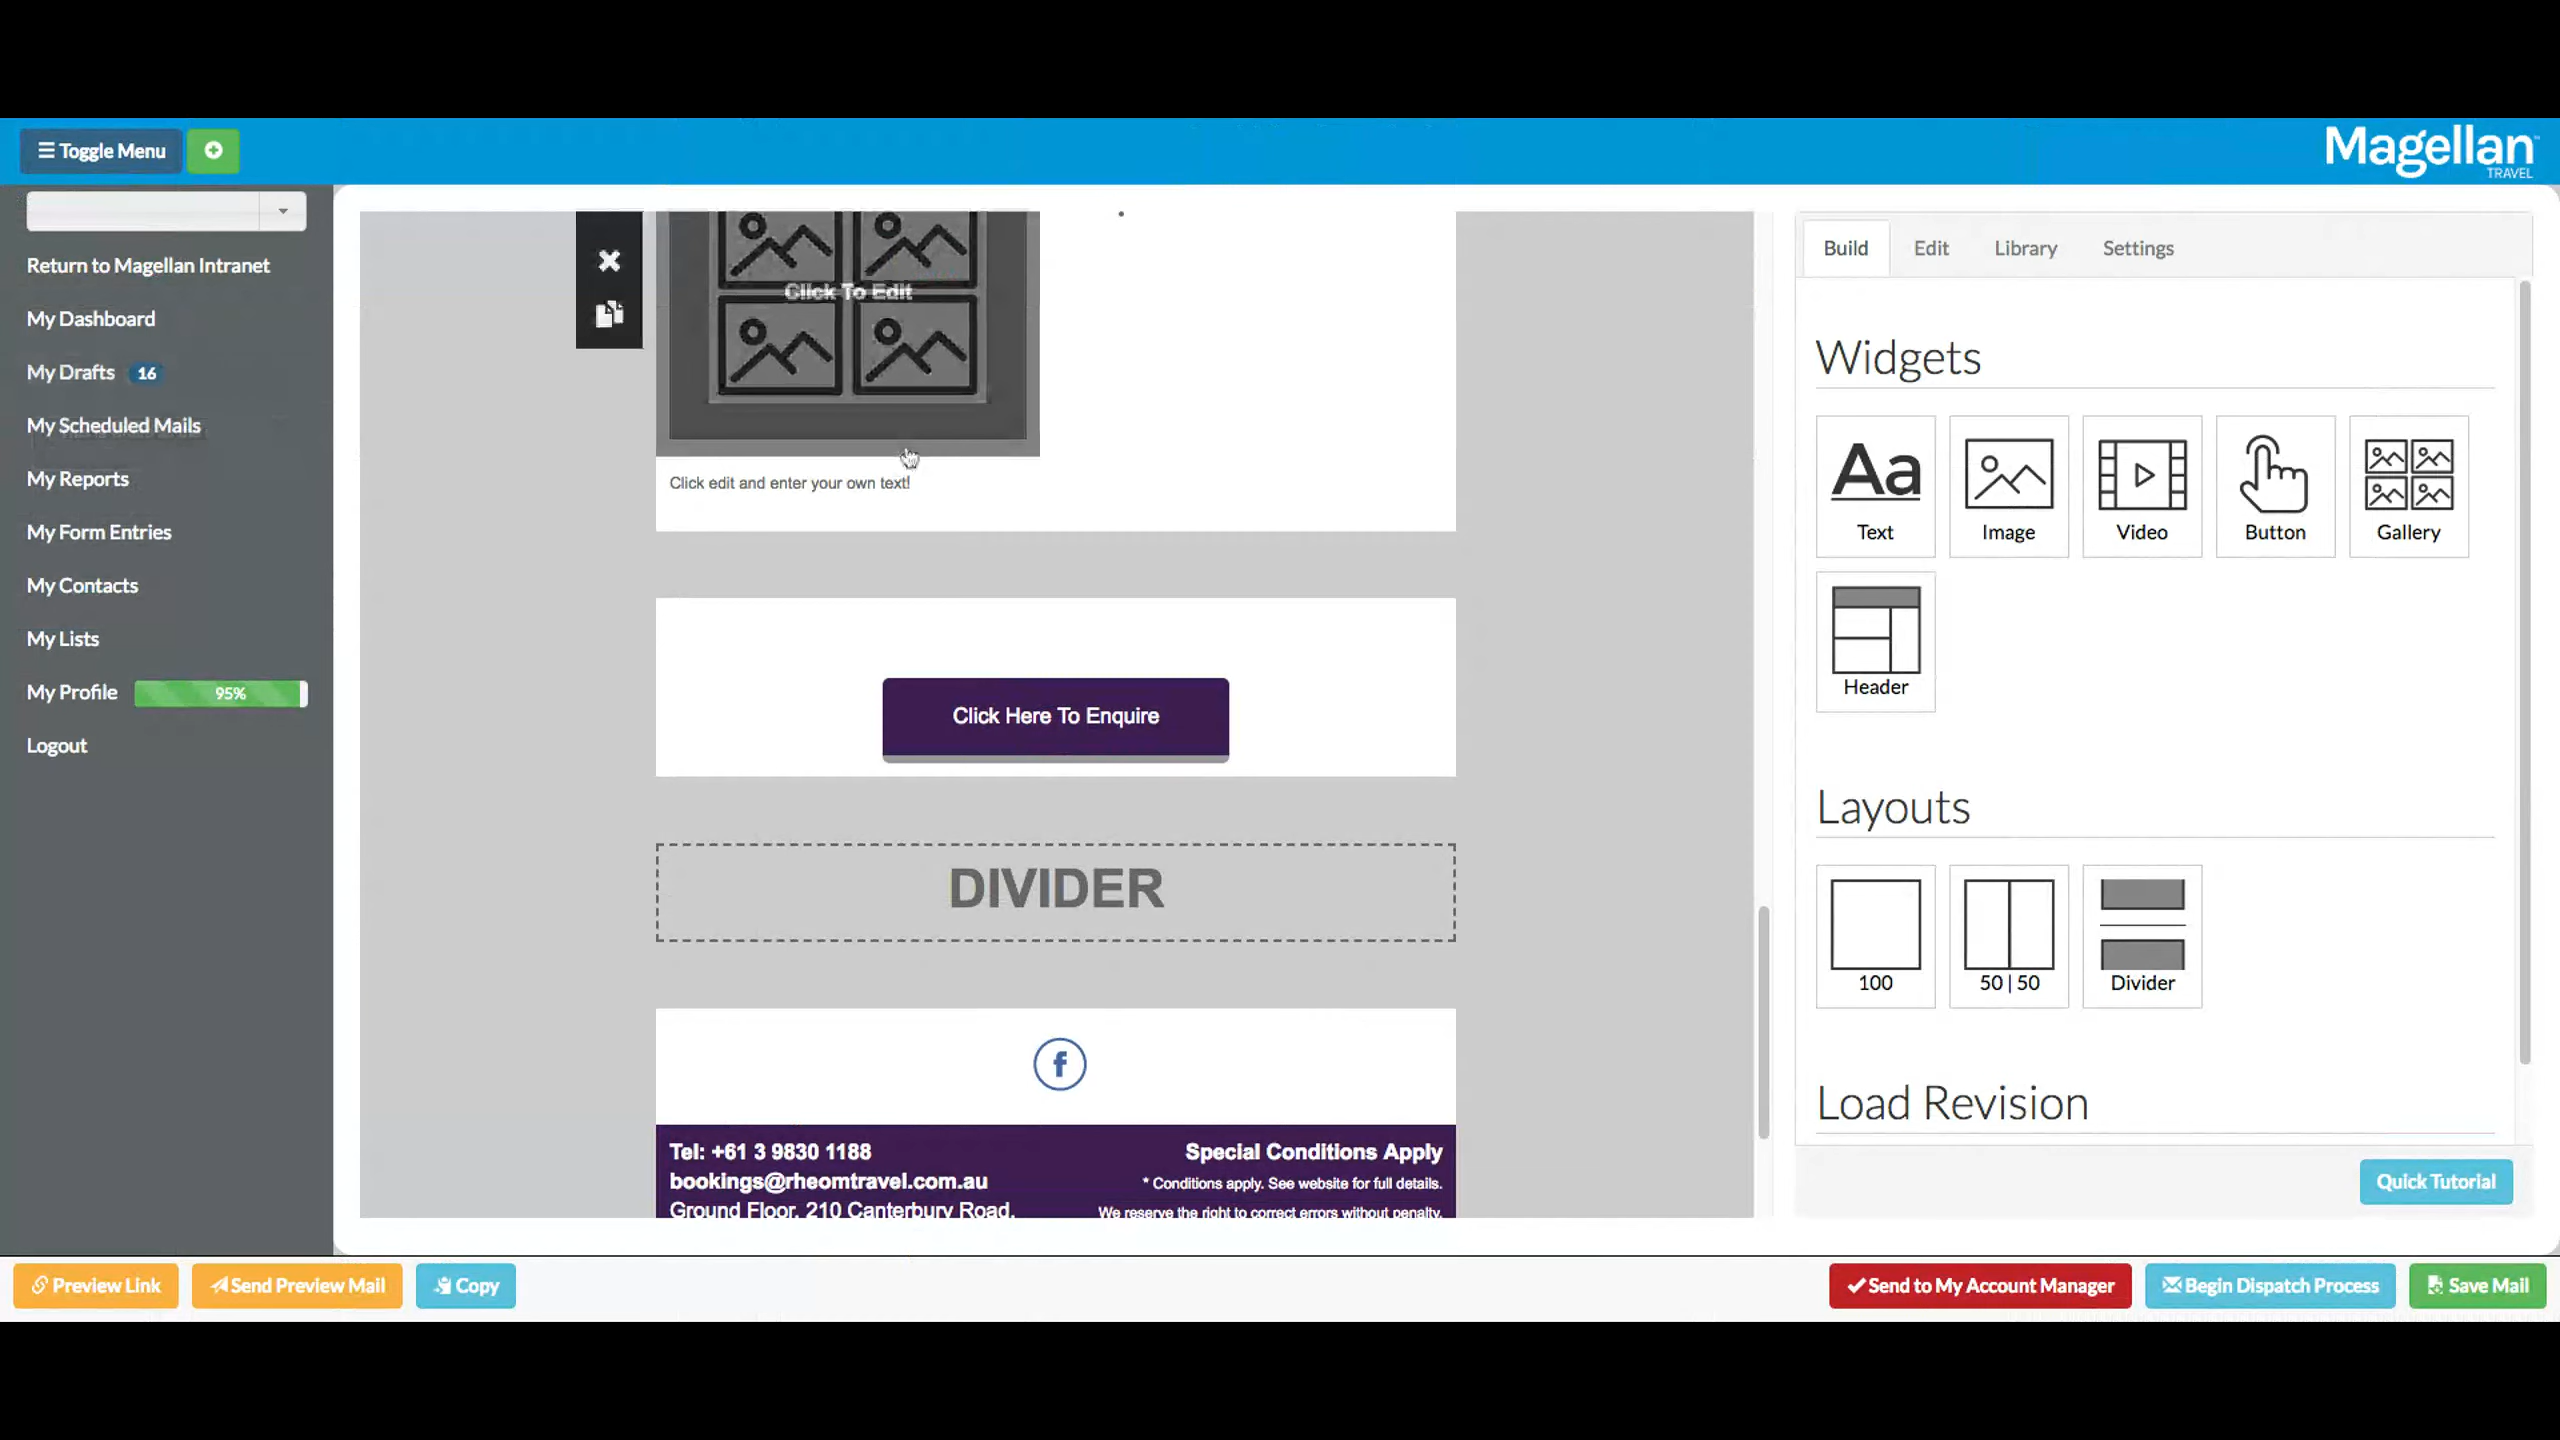 Toggle Menu
Magellan
TRAVEL
Return to Magellan Intranet
My Dashboard
My Drafts 16
My Scheduled Mails
My Reports
My Form Entries
My Contacts
My Lists
My Profile 95%
Logout
Click To Edit
Click edit and enter your own text!
Click Here To Enquire
DIVIDER
f
Tel: +61 3 9830 1188
bookings@rheomtravel.com.au
Ground Floor, 210 Canterbury Road,
Special Conditions Apply
* Conditions apply. See website for full details.
We reserve the right to correct errors without penalty.
Build Edit Library Settings
Widgets
Aa
Text Image Video Button Gallery
Header
Layouts
100 50 | 50 Divider
Load Revision
Quick Tutorial
Preview Link Send Preview Mail Copy
Send to My Account Manager Begin Dispatch Process Save Mail